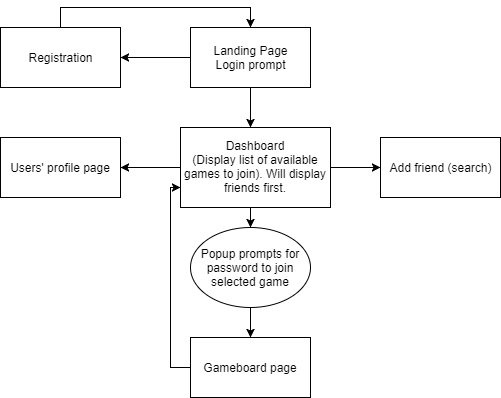 Registration
Landing Page
Login prompt
Dashboard
(Display list of available
games to join). Will display
friends first.
Users' profile page
Add friend (search)
Popup prompts for
password to join
selected game
Gameboard page